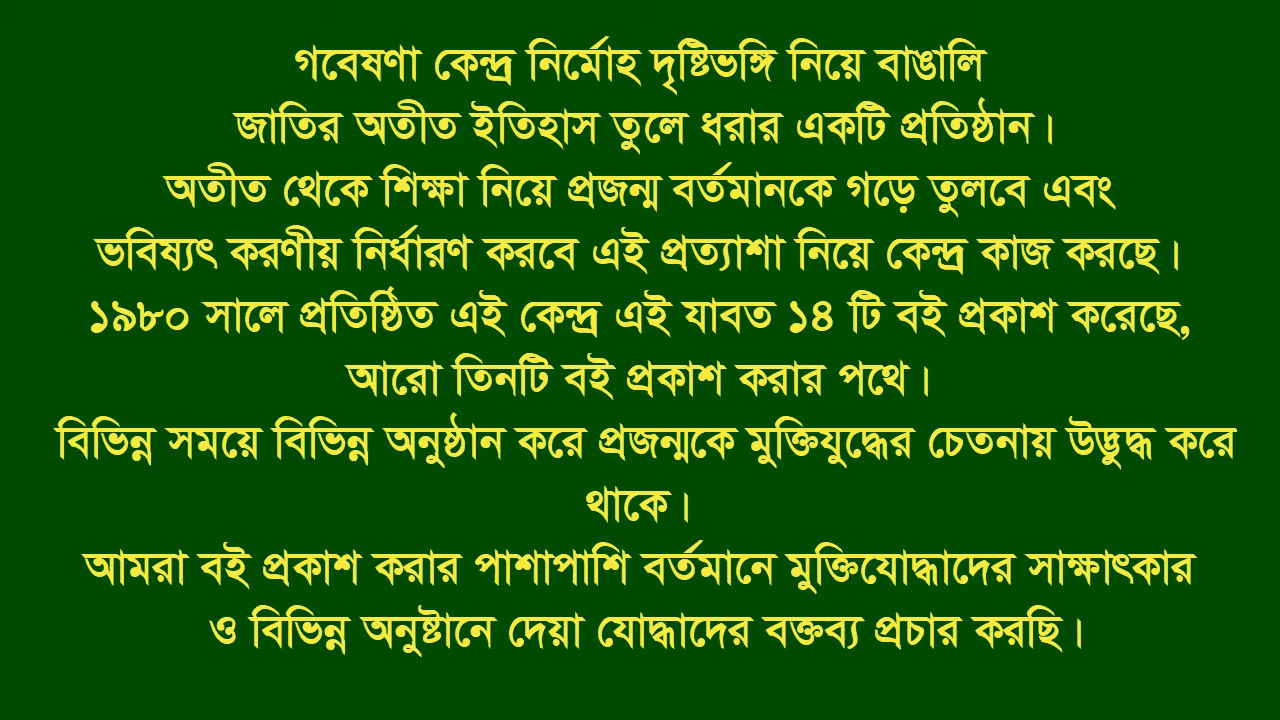 গবেষণা কেন্দ্র নির্মোহ দৃষ্টিভঙ্গি নিয়ে বাঙালি
জাতির অতীত ইতিহাস তুলে ধরার একটি প্রতিষ্ঠান।
অতীত থেকে শিক্ষা নিয়ে প্রজন্ম বর্তমানকে গড়ে তুলবে এবং
ভবিষ্যৎ করণীয় নির্ধারণ করবে এই প্রত্যাশা নিয়ে কেন্দ্র কাজ করছে।
১৯৮০ সালে প্রতিষ্ঠিত এই কেন্দ্র এই যাবত ১৪ টি বই প্রকাশ করেছে,
আরো তিনটি বই প্রকাশ করার পথে।
বিভিন্ন সময়ে বিভিন্ন অনুষ্ঠান করে প্রজন্মকে মুক্তিযুদ্ধের চেতনায় উদ্ভুদ্ধ করে
থাকে।
আমরা বই প্রকাশ করার পাশাপাশি বর্তমানে মুক্তিযোদ্ধাদের সাক্ষাৎকার
ও বিভিন্ন অনুষ্টানে দেয়া যোদ্ধাদের বক্তব্য প্রচার করছি।